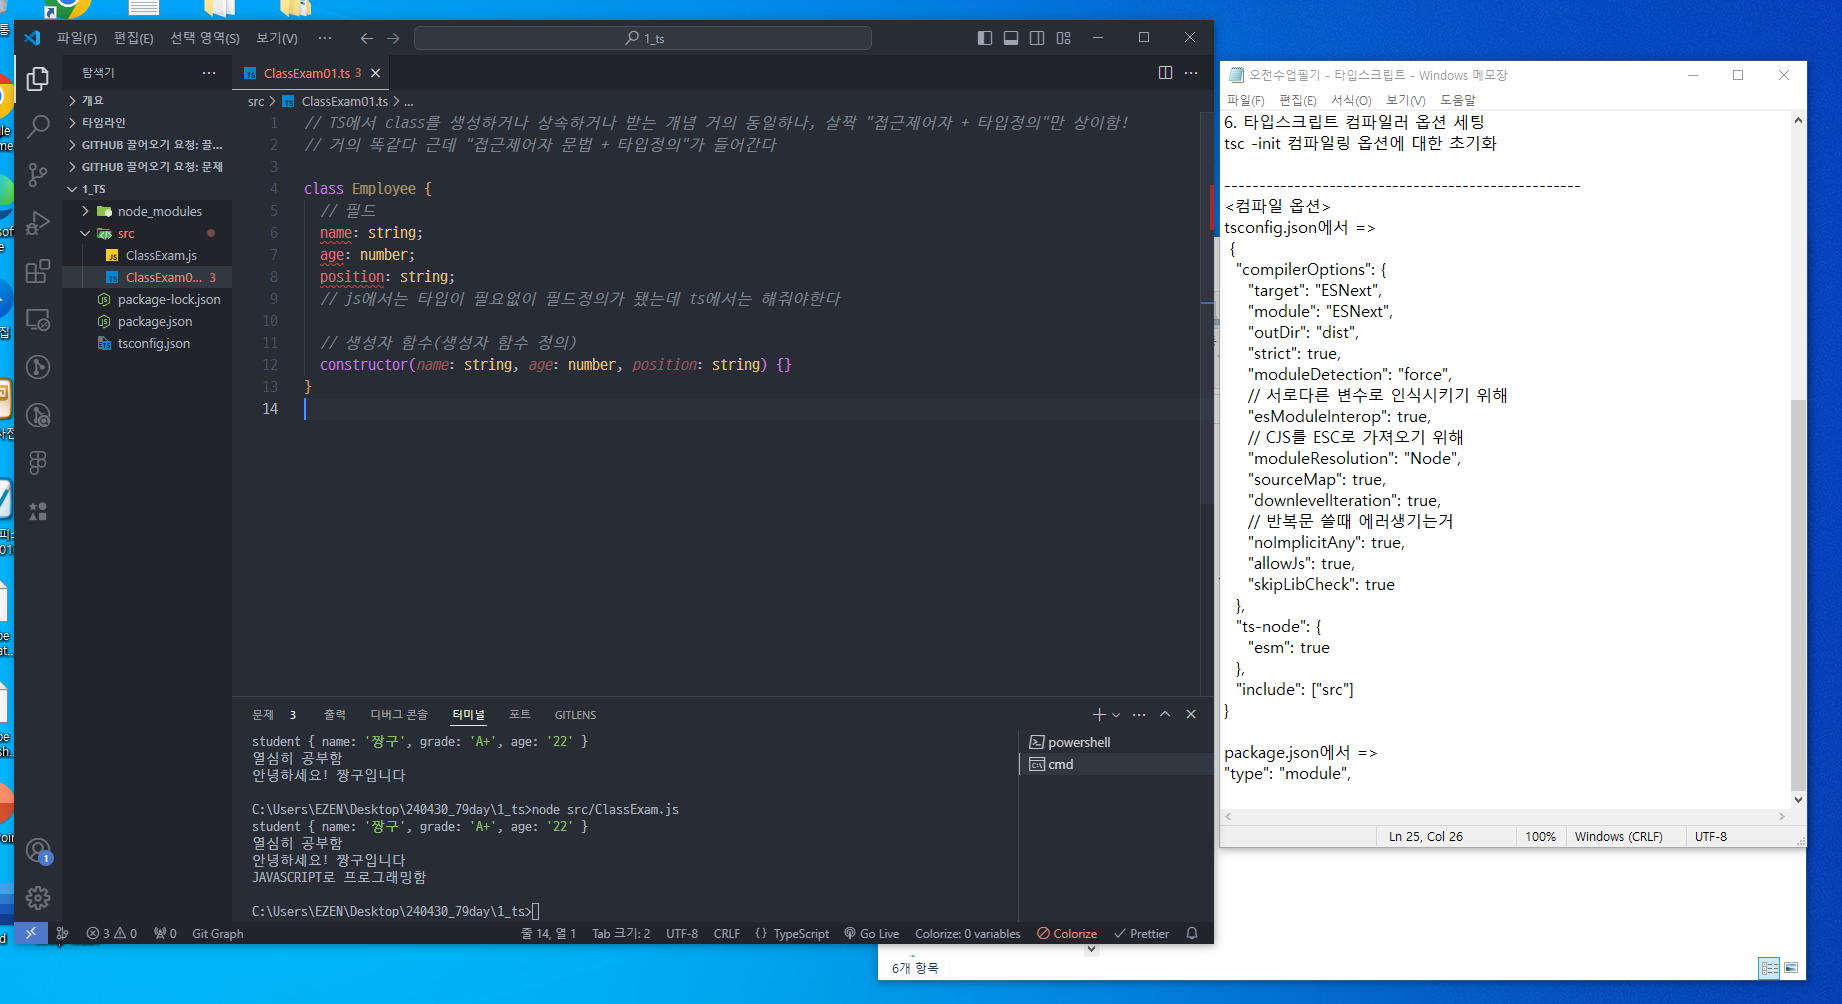 파일(F) 편집(E) 선택 영역(S) 보기(V) ···
1_ts
탐색기 ···
개요
타임라인
GITHUB 끌어오기 요청: 끌...
GITHUB 끌어오기 요청: 문제
1_TS
node_modules
src
JS ClassExam.js
TS ClassExam0... 3
package-lock.json
package.json
tsconfig.json
TS ClassExam01.ts 3
src > TS ClassExam01.ts > ...
1 // TS에서 class를 생성하거나 상속하거나 받는 개념 거의 동일하나, 살짝 "접근제어자 + 타입정의"만 상이함!
2 // 거의 똑같다 근데 "접근제어자 문법 + 타입정의"가 들어간다
3
4 class Employee {
5 // 필드
6 name: string;
7 age: number;
8 position: string;
9 // js에서는 타입이 필요없이 필드정의가 됐는데 ts에서는 해줘야한다
10
11 // 생성자 함수(생성자 함수 정의)
12 constructor(name: string, age: number, position: string) {}
13 }
14
문제 3 출력 디버그 콘솔 터미널 포트 GITLENS
student { name: '짱구', grade: 'A+', age: '22' }
열심히 공부함
안녕하세요! 짱구입니다
C:\Users\EZEN\Desktop\240430_79day\1_ts>node src/ClassExam.js
student { name: '짱구', grade: 'A+', age: '22' }
열심히 공부함
안녕하세요! 짱구입니다
JAVASCRIPT로 프로그래밍함
C:\Users\EZEN\Desktop\240430_79day\1_ts>
powershell
cmd
1
3 0 0 Git Graph 줄 14, 열 1 Tab 크기: 2 UTF-8 CRLF {} TypeScript Go Live Colorize: 0 variables Colorize Prettier
오전수업필기 - 타입스크립트 - Windows 메모장
파일(F) 편집(E) 서식(O) 보기(V) 도움말
6. 타입스크립트 컴파일러 옵션 세팅
tsc -init 컴파일링 옵션에 대한 초기화
---------------------------------------------------
<컴파일 옵션>
tsconfig.json에서 =>
{
"compilerOptions": {
"target": "ESNext",
"module": "ESNext",
"outDir": "dist",
"strict": true,
"moduleDetection": "force",
// 서로다른 변수로 인식시키기 위해
"esModuleInterop": true,
// CJS를 ESC로 가져오기 위해
"moduleResolution": "Node",
"sourceMap": true,
"downlevelIteration": true,
// 반복문 쓸때 에러생기는거
"noImplicitAny": true,
"allowJs": true,
"skipLibCheck": true
},
"ts-node": {
"esm": true
},
"include": ["src"]
}
package.json에서 =>
"type": "module",
Ln 25, Col 26 100% Windows (CRLF) UTF-8
6개 항목